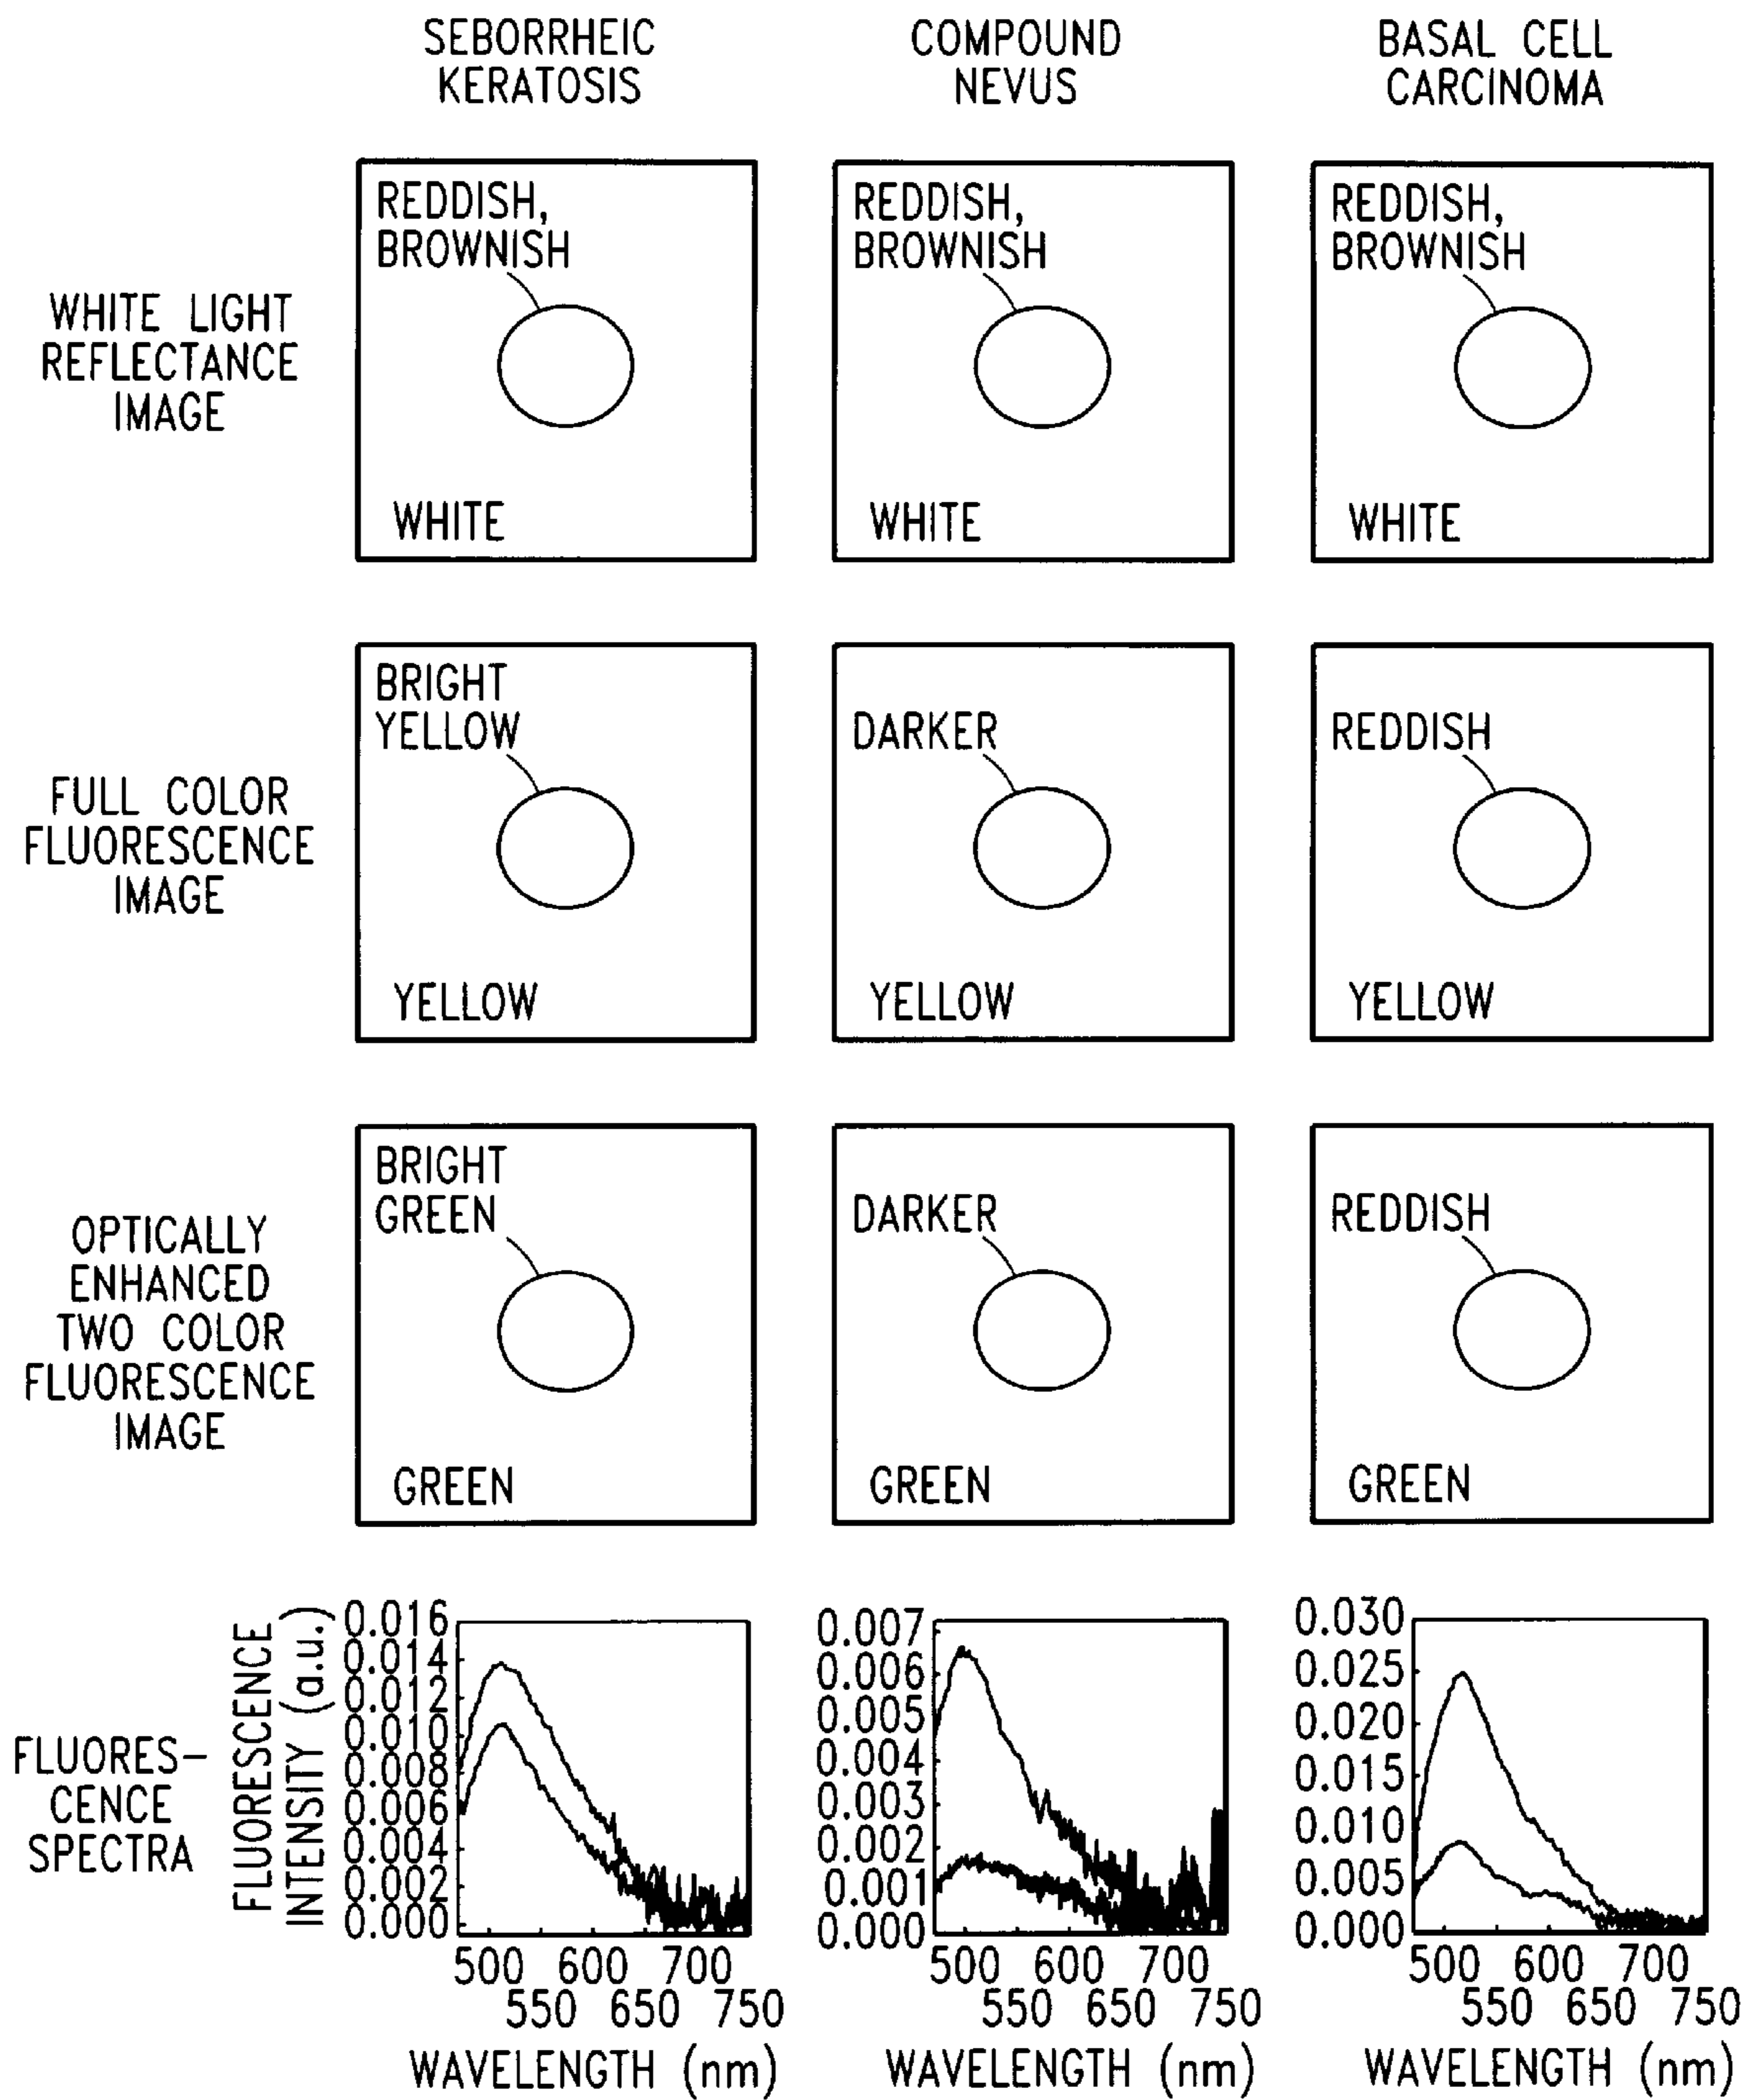 SEBORRHEIC
KERATOSIS
COMPOUND
NEVUS
BASAL CELL
CARCINOMA
WHITE LIGHT
REFLECTANCE
IMAGE
REDDISH,
BROWNISH
WHITE
REDDISH,
BROWNISH
WHITE
REDDISH,
BROWNISH
WHITE
FULL COLOR
FLUORESCENCE
IMAGE
BRIGHT
YELLOW
YELLOW
DARKER
YELLOW
REDDISH
YELLOW
OPTICALLY
ENHANCED
TWO COLOR
FLUORESCENCE
IMAGE
BRIGHT
GREEN
GREEN
DARKER
GREEN
REDDISH
GREEN
FLUORES-
CENCE
SPECTRA
FLUORESCENCE
INTENSITY (a.u.)
0.016
0.014
0.012
0.010
0.008
0.006
0.004
0.002
0.000
500 600 700
550 650 750
WAVELENGTH (nm)
0.007
0.006
0.005
0.004
0.003
0.002
0.001
0.000
500 600 700
550 650 750
WAVELENGTH (nm)
0.030
0.025
0.020
0.015
0.010
0.005
0.000
500 600 700
550 650 750
WAVELENGTH (nm)